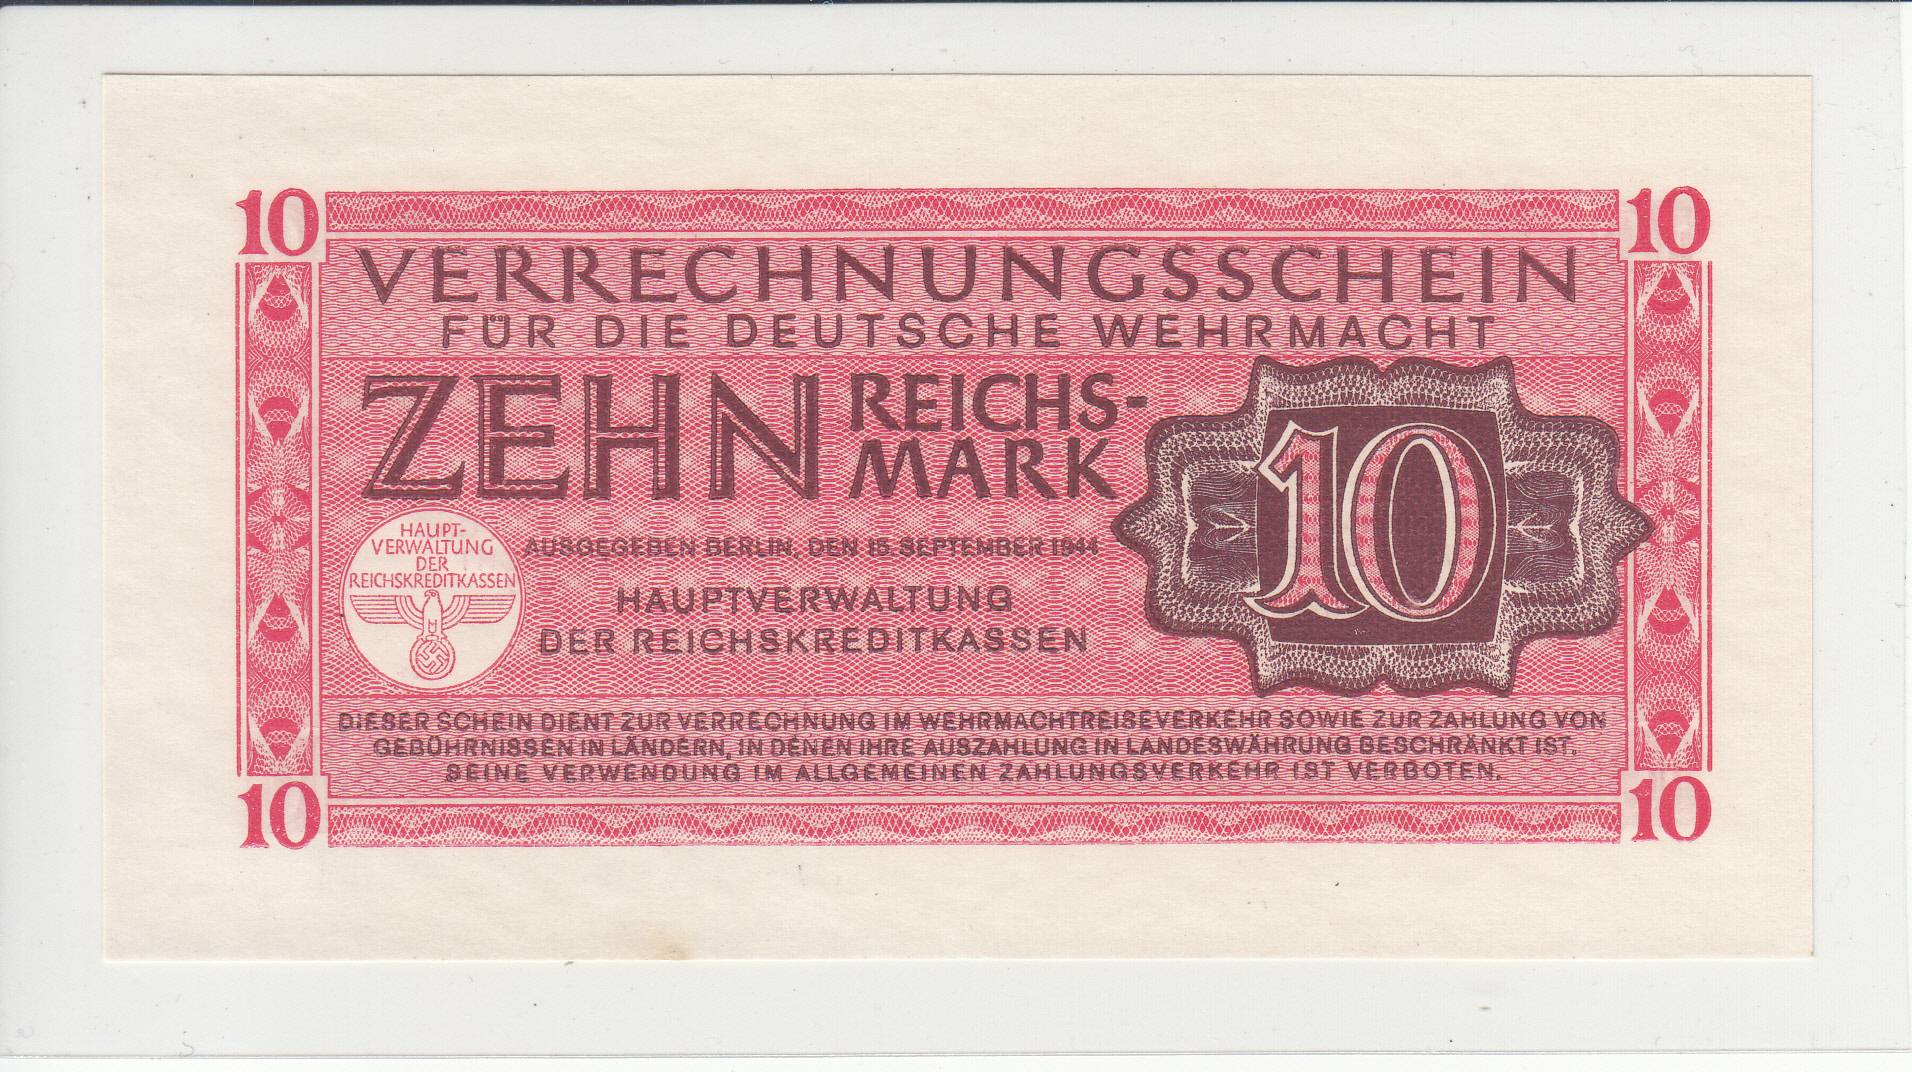 10 10
VERRECHNUNGSSCHEIN
FÜR DIE DEUTSCHE WEHRMACHT
ZEHN REICHS-
MARK
10
HAUPT-
VERWALTUNG
DER
REICHSKREDITKASSEN
AUSGEGEBEN BERLIN, DEN 15. SEPTEMBER 1944
HAUPTVERWALTUNG
DER REICHSKREDITKASSEN
DIESER SCHEIN DIENT ZUR VERRECHNUNG IM WEHRMACHTREISEVERKEHR SOWIE ZUR ZAHLUNG VON
GEBÜHRNISSEN IN LÄNDERN, IN DENEN IHRE AUSZAHLUNG IN LANDESWÄHRUNG BESCHRÄNKT IST.
SEINE VERWENDUNG IM ALLGEMEINEN ZAHLUNGSVERKEHR IST VERBOTEN.
10 10